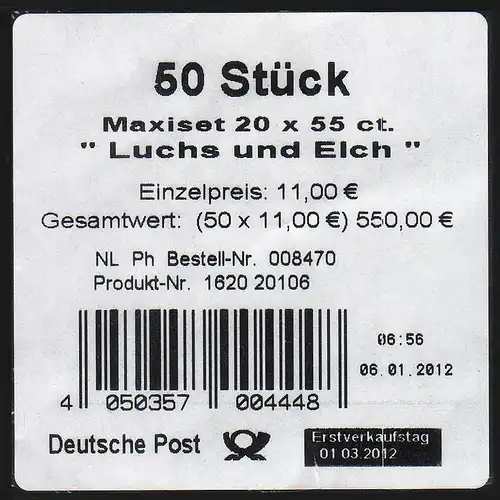 50 Stück
Maxiset 20 x 55 ct.
" Luchs und Elch "
Einzelpreis: 11,00 €
Gesamtwert: (50 x 11,00 €) 550,00 €
NL Ph Bestell-Nr. 008470
Produkt-Nr. 1620 20106
06:56
06.01.2012
4 050357 004448
Deutsche Post
Erstverkaufstag
01 03.2012